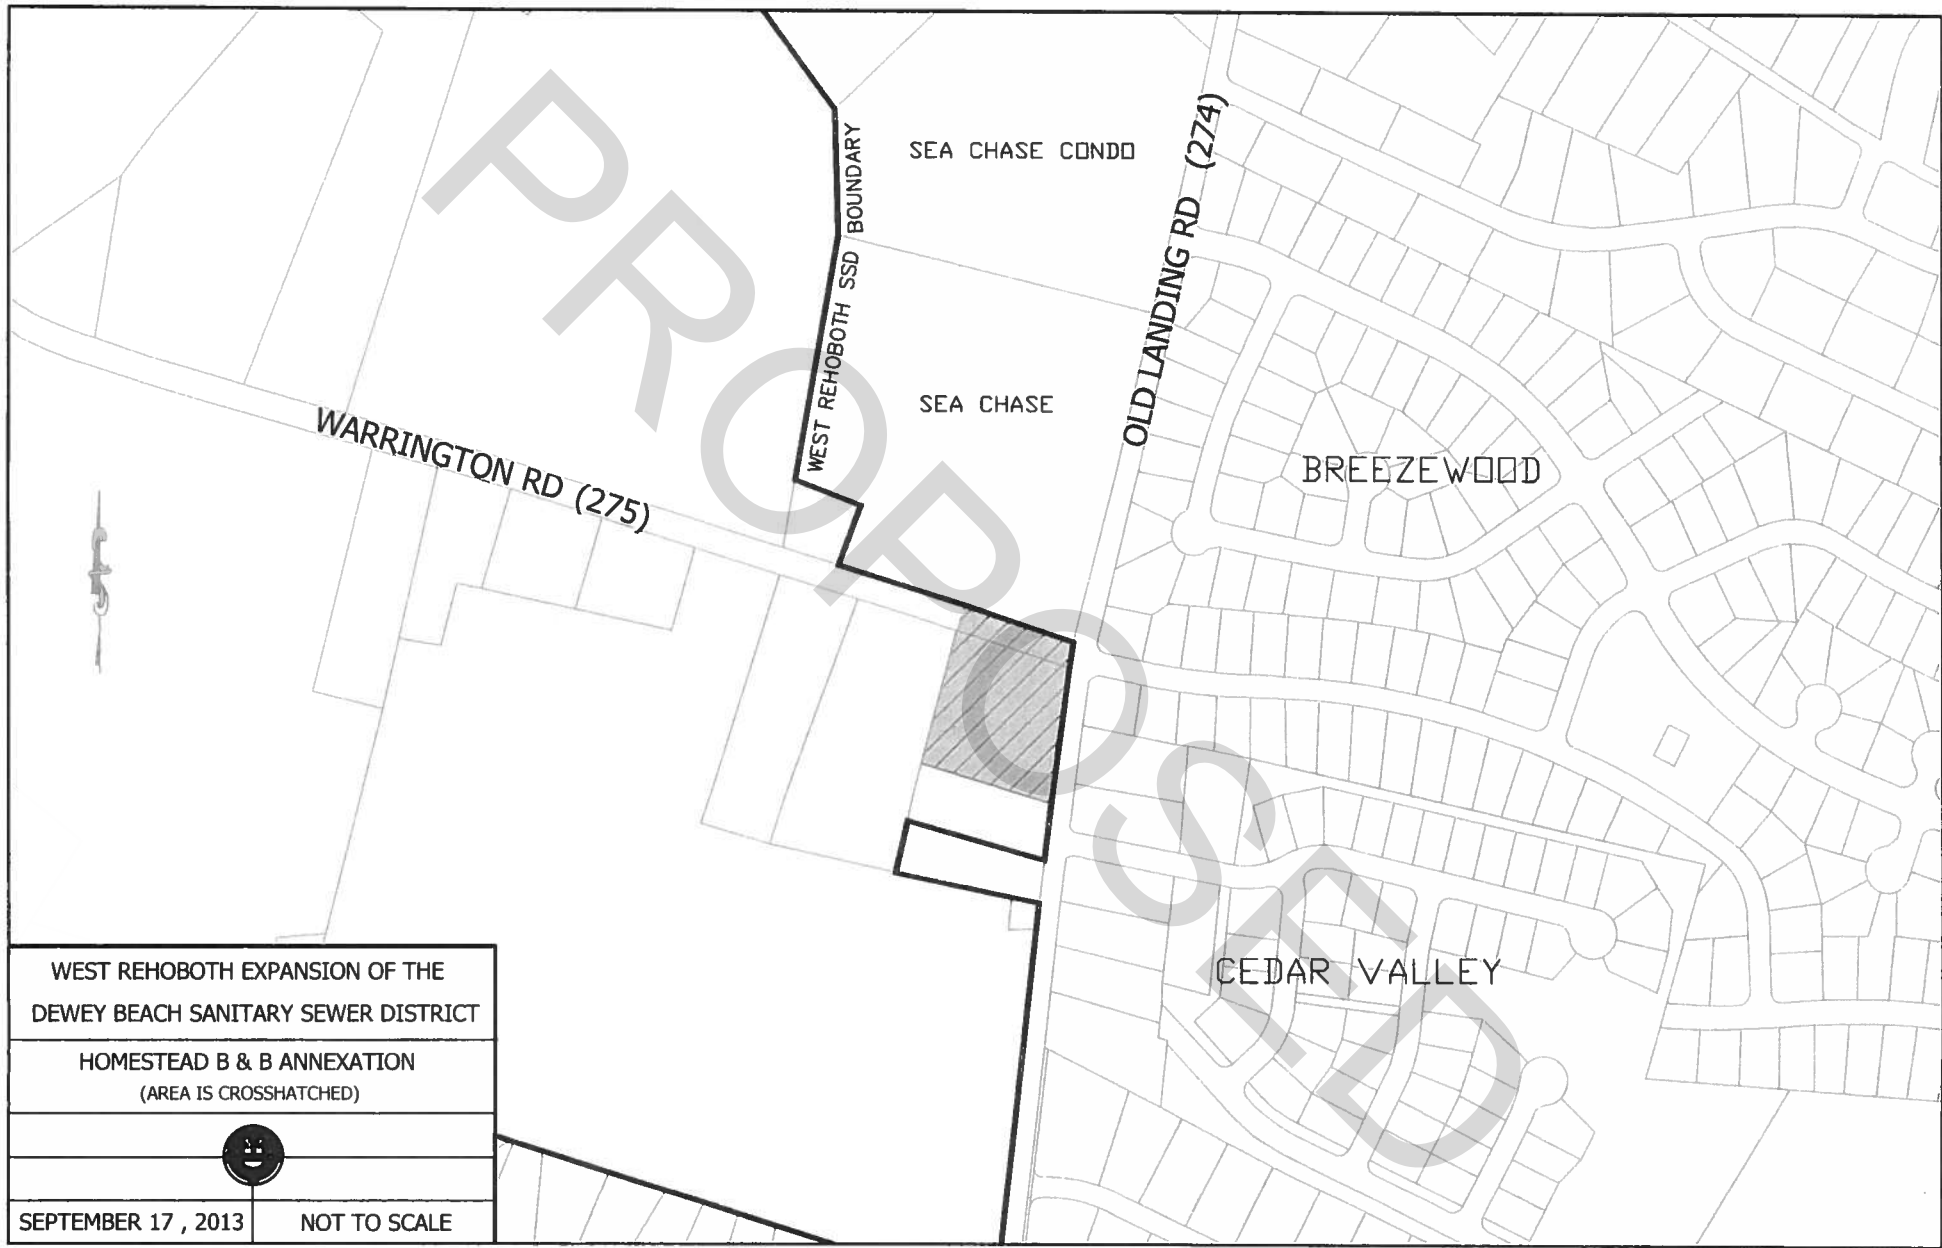 SEA CHASE CONDO
WEST REHOBOTH SSD BOUNDARY
OLD LANDING RD (274)
SEA CHASE
WARRINGTON RD (275)
BREEZEWOOD
CEDAR VALLEY
PROPOSED
WEST REHOBOTH EXPANSION OF THE
DEWEY BEACH SANITARY SEWER DISTRICT
HOMESTEAD B & B ANNEXATION
(AREA IS CROSSHATCHED)
SEPTEMBER 17 , 2013
NOT TO SCALE